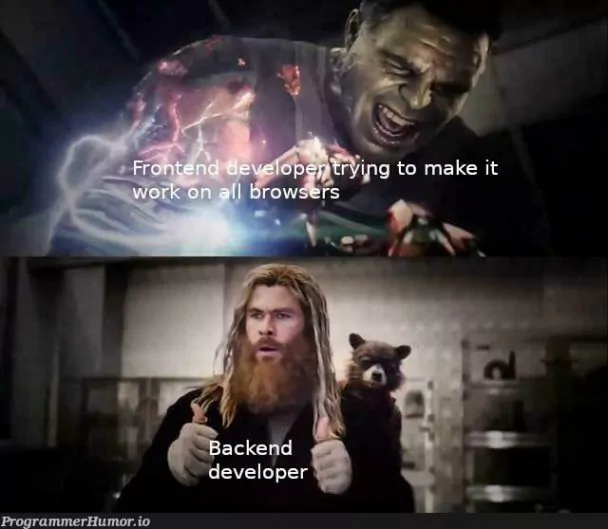 Frontend developer trying to make it
work on all browsers
Backend
developer
ProgrammerHumor.io